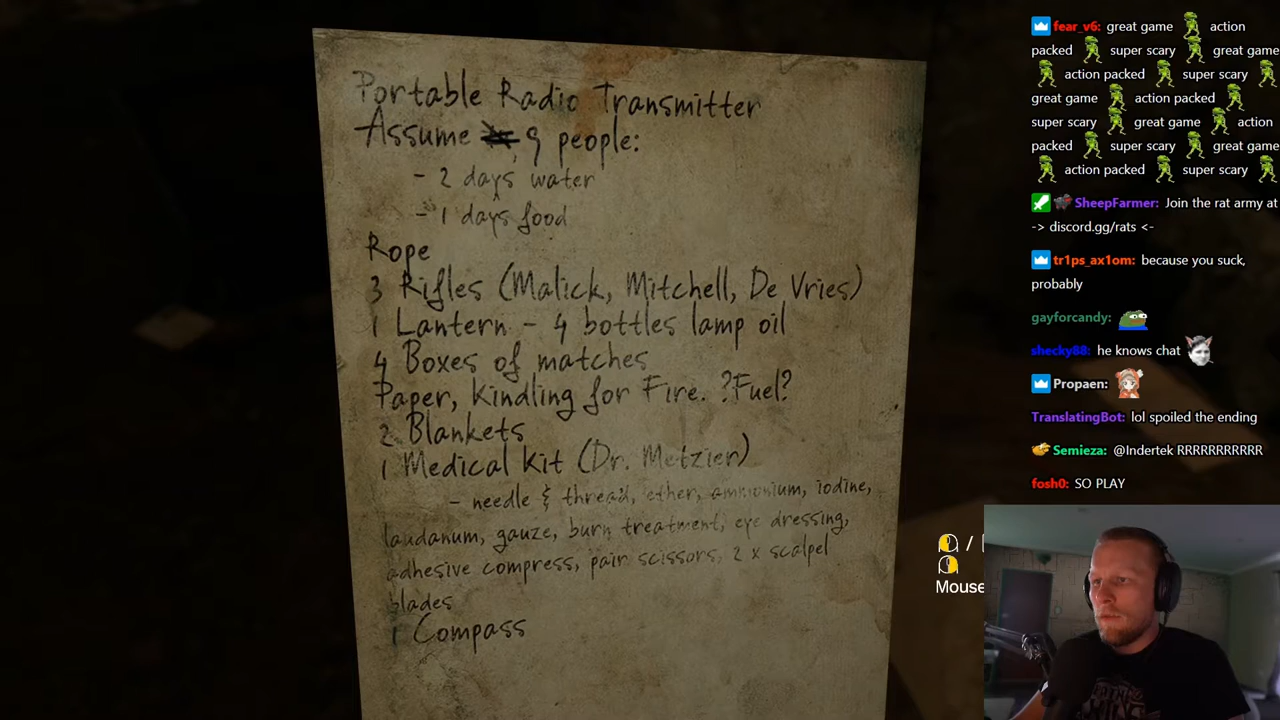 Portable Radio Transmitter
Assume 9 people:
- 2 days water
- 1 days food
Rope
3 Rifles (Malick, Mitchell, De Vries)
1 Lantern - 4 bottles lamp oil
4 Boxes of matches
Paper, Kindling for Fire. ?Fuel?
2 Blankets
1 Medical Kit (Dr. Metzier)
- needle & thread, ether, ammonium, iodine,
laudanum, gauze, burn treatment, eye dressing,
adhesive compress, pair scissors, 2 x scalpel
blades
1 Compass
/
Mouse
fear_v6: great game action
packed super scary great game
action packed super scary
great game action packed
super scary great game action
packed super scary great game
action packed super scary
SheepFarmer: Join the rat army at
-> discord.gg/rats <-
tr1ps_ax1om: because you suck,
probably
gayforcandy:
shecky88: he knows chat
Propaen:
TranslatingBot: lol spoiled the ending
Semieza: @Indertek RRRRRRRRRRR
fosh0: SO PLAY